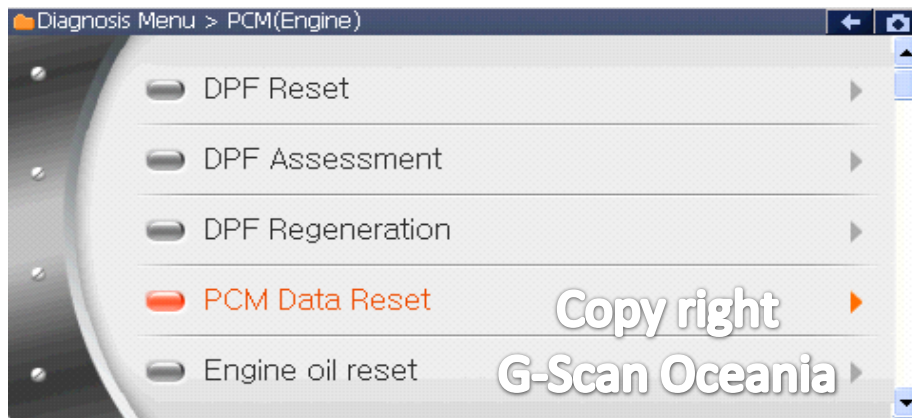 Diagnosis Menu > PCM(Engine)
DPF Reset
DPF Assessment
DPF Regeneration
PCM Data Reset
Copy right
Engine oil reset
G-Scan Oceania